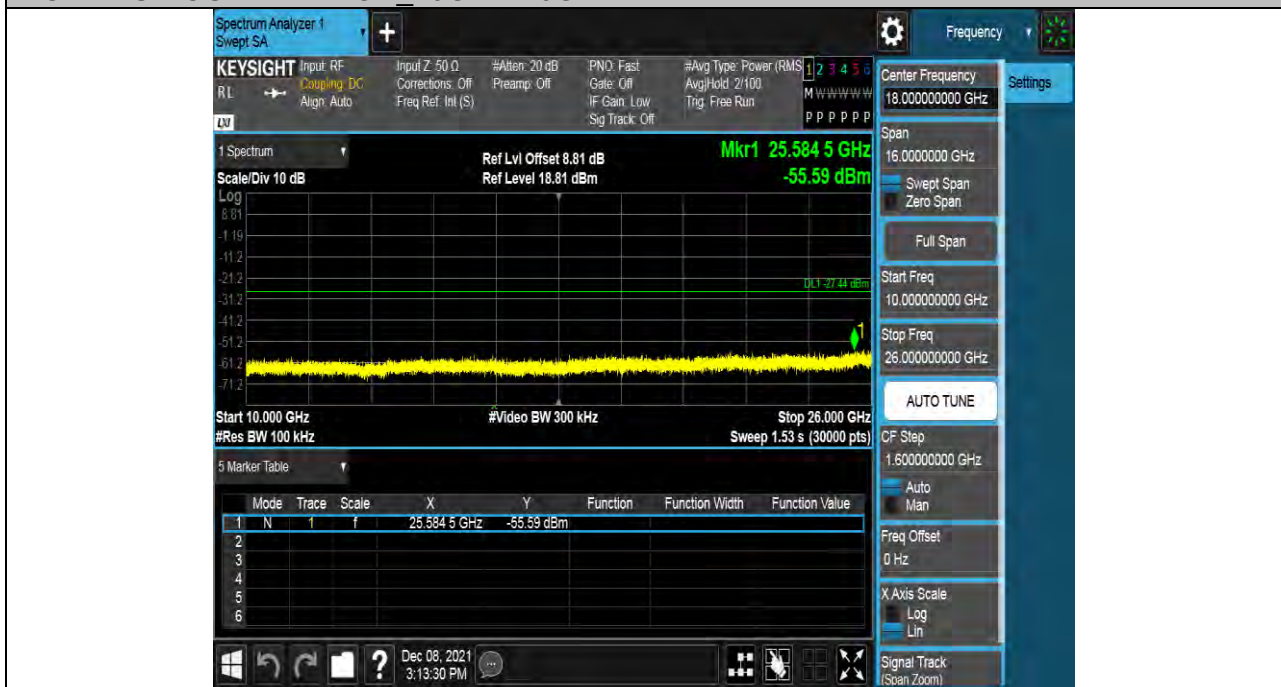 Spectrum Analyzer 1
Swept SA
+
Frequency
KEYSIGHT
RL
LXI
Input: RF
Coupling: DC
Align: Auto
Input Z: 50 Ω
Corrections: Off
Freq Ref: Int (S)
#Atten: 20 dB
Preamp: Off
PNO: Fast
Gate: Off
IF Gain: Low
Sig Track: Off
#Avg Type: Power (RMS
Avg|Hold: 2/100
Trig: Free Run
1 2 3 4 5 6
M W W W W W
P P P P P P
1 Spectrum
Scale/Div 10 dB
Ref Lvl Offset 8.81 dB
Ref Level 18.81 dBm
Mkr1 25.584 5 GHz
-55.59 dBm
Log
8.81
-1.19
-11.2
-21.2
-31.2
-41.2
-51.2
-61.2
-71.2
DL1 -27.44 dBm
1
Start 10.000 GHz
#Res BW 100 kHz
#Video BW 300 kHz
Stop 26.000 GHz
Sweep 1.53 s (30000 pts)
5 Marker Table
Mode Trace Scale X Y Function Function Width Function Value
1 N 1 f 25.584 5 GHz -55.59 dBm
2
3
4
5
6
Dec 08, 2021
3:13:30 PM
Center Frequency
18.000000000 GHz
Settings
Span
16.0000000 GHz
Swept Span
Zero Span
Full Span
Start Freq
10.000000000 GHz
Stop Freq
26.000000000 GHz
AUTO TUNE
CF Step
1.600000000 GHz
Auto
Man
Freq Offset
0 Hz
X Axis Scale
Log
Lin
Signal Track
(Span Zoom)